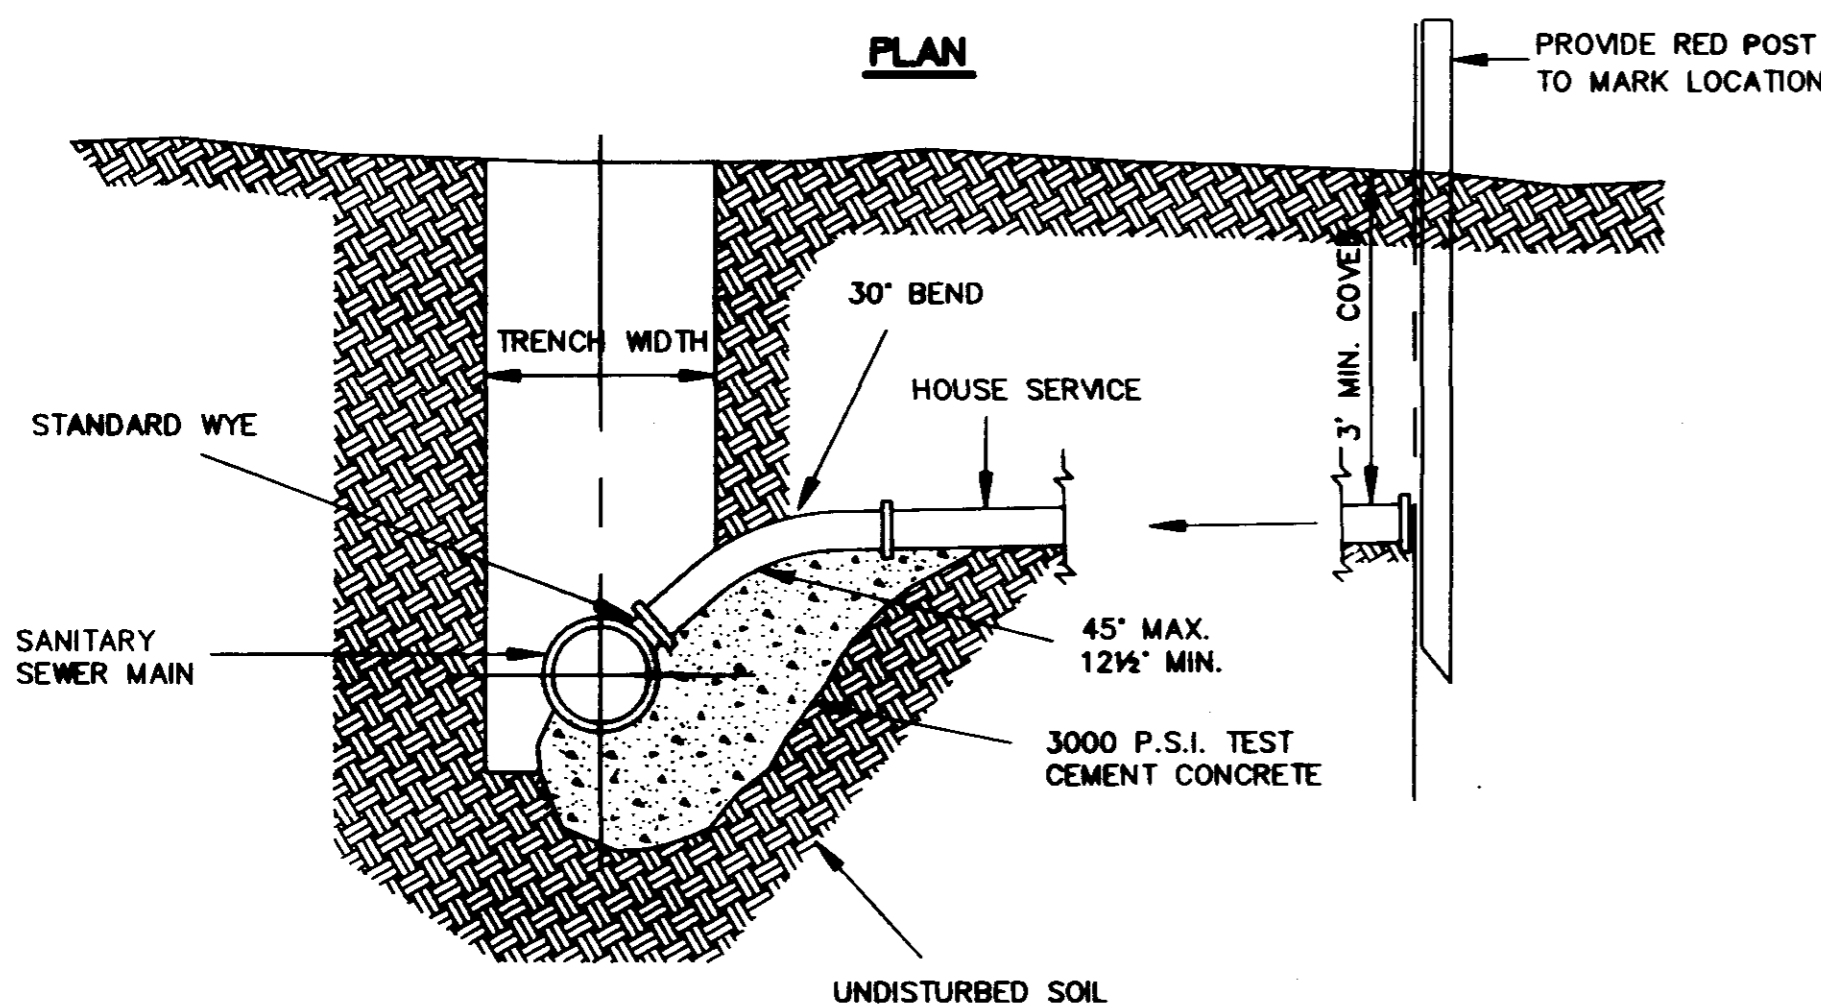 PLAN
PROVIDE RED POST
TO MARK LOCATION
30° BEND
TRENCH WIDTH
HOUSE SERVICE
3' MIN. COVER
STANDARD WYE
SANITARY
SEWER MAIN
45° MAX.
12½° MIN.
3000 P.S.I. TEST
CEMENT CONCRETE
UNDISTURBED SOIL